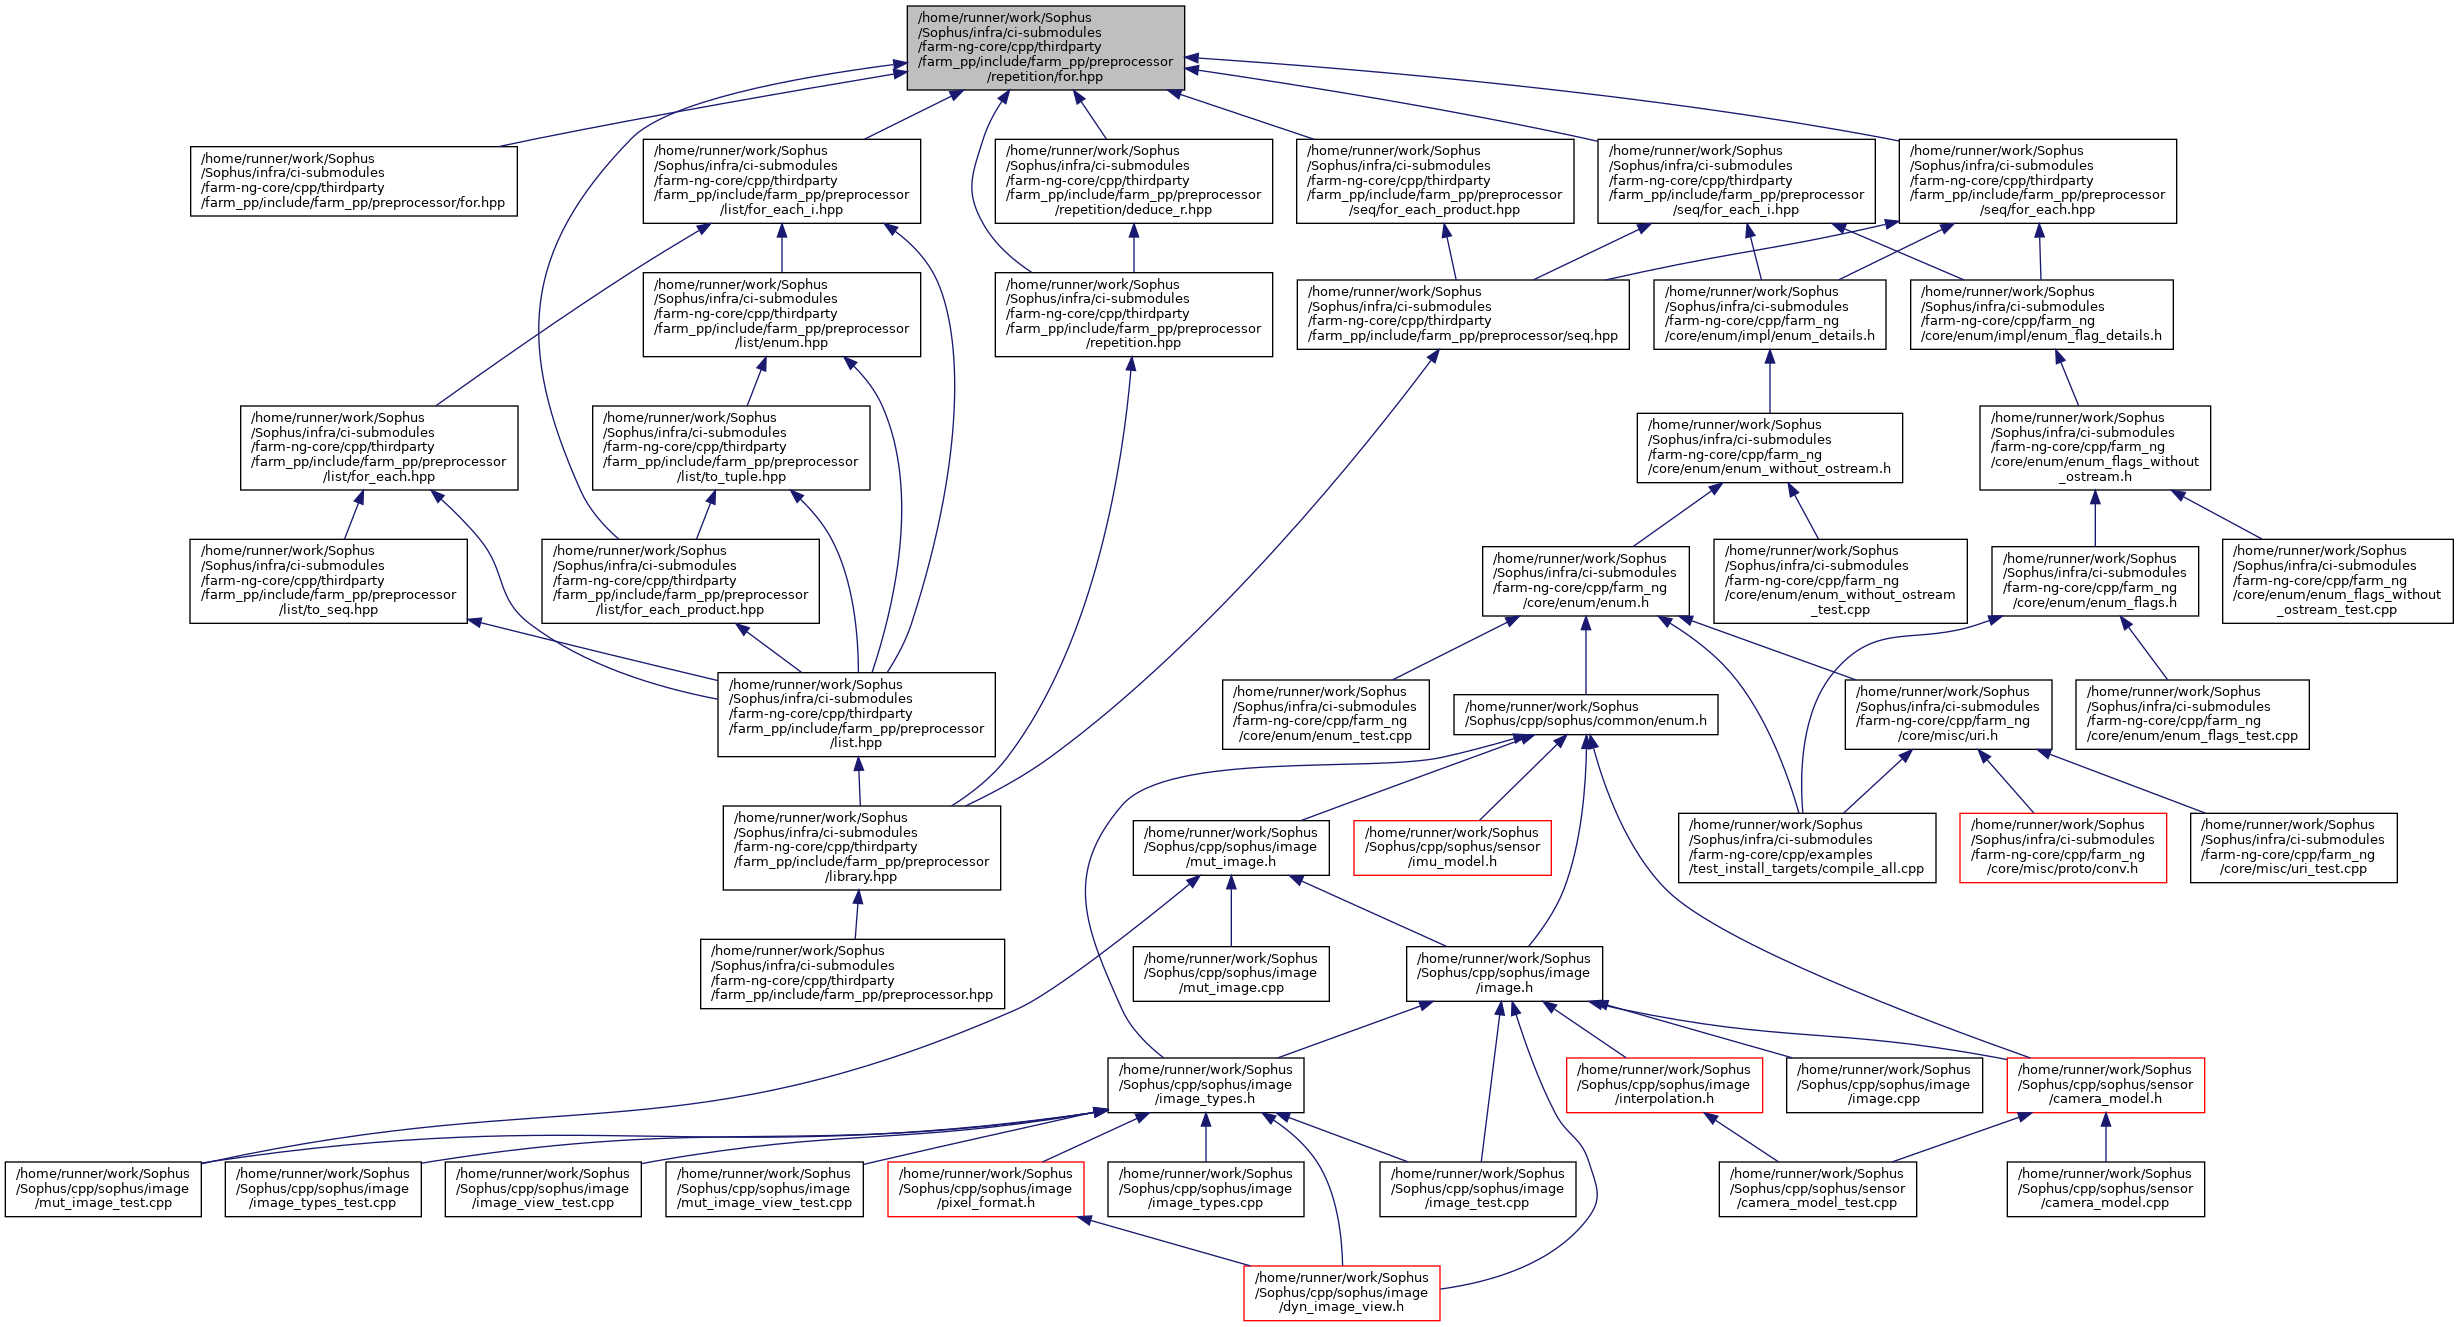 /home/runner/work/Sophus
/Sophus/infra/ci-submodules
/farm-ng-core/cpp/thirdparty
/farm_pp/include/farm_pp/preprocessor
/repetition/for.hpp
/home/runner/work/Sophus
/Sophus/infra/ci-submodules
/farm-ng-core/cpp/thirdparty
/farm_pp/include/farm_pp/preprocessor/for.hpp
/home/runner/work/Sophus
/Sophus/infra/ci-submodules
/farm-ng-core/cpp/thirdparty
/farm_pp/include/farm_pp/preprocessor
/list/for_each_i.hpp
/home/runner/work/Sophus
/Sophus/infra/ci-submodules
/farm-ng-core/cpp/thirdparty
/farm_pp/include/farm_pp/preprocessor
/repetition/deduce_r.hpp
/home/runner/work/Sophus
/Sophus/infra/ci-submodules
/farm-ng-core/cpp/thirdparty
/farm_pp/include/farm_pp/preprocessor
/seq/for_each_product.hpp
/home/runner/work/Sophus
/Sophus/infra/ci-submodules
/farm-ng-core/cpp/thirdparty
/farm_pp/include/farm_pp/preprocessor
/seq/for_each_i.hpp
/home/runner/work/Sophus
/Sophus/infra/ci-submodules
/farm-ng-core/cpp/thirdparty
/farm_pp/include/farm_pp/preprocessor
/seq/for_each.hpp
/home/runner/work/Sophus
/Sophus/infra/ci-submodules
/farm-ng-core/cpp/thirdparty
/farm_pp/include/farm_pp/preprocessor
/list/enum.hpp
/home/runner/work/Sophus
/Sophus/infra/ci-submodules
/farm-ng-core/cpp/thirdparty
/farm_pp/include/farm_pp/preprocessor
/repetition.hpp
/home/runner/work/Sophus
/Sophus/infra/ci-submodules
/farm-ng-core/cpp/thirdparty
/farm_pp/include/farm_pp/preprocessor/seq.hpp
/home/runner/work/Sophus
/Sophus/infra/ci-submodules
/farm-ng-core/cpp/farm_ng
/core/enum/impl/enum_details.h
/home/runner/work/Sophus
/Sophus/infra/ci-submodules
/farm-ng-core/cpp/farm_ng
/core/enum/impl/enum_flag_details.h
/home/runner/work/Sophus
/Sophus/infra/ci-submodules
/farm-ng-core/cpp/thirdparty
/farm_pp/include/farm_pp/preprocessor
/list/for_each.hpp
/home/runner/work/Sophus
/Sophus/infra/ci-submodules
/farm-ng-core/cpp/thirdparty
/farm_pp/include/farm_pp/preprocessor
/list/to_tuple.hpp
/home/runner/work/Sophus
/Sophus/infra/ci-submodules
/farm-ng-core/cpp/farm_ng
/core/enum/enum_without_ostream.h
/home/runner/work/Sophus
/Sophus/infra/ci-submodules
/farm-ng-core/cpp/farm_ng
/core/enum/enum_flags_without
_ostream.h
/home/runner/work/Sophus
/Sophus/infra/ci-submodules
/farm-ng-core/cpp/thirdparty
/farm_pp/include/farm_pp/preprocessor
/list/to_seq.hpp
/home/runner/work/Sophus
/Sophus/infra/ci-submodules
/farm-ng-core/cpp/thirdparty
/farm_pp/include/farm_pp/preprocessor
/list/for_each_product.hpp
/home/runner/work/Sophus
/Sophus/infra/ci-submodules
/farm-ng-core/cpp/farm_ng
/core/enum/enum.h
/home/runner/work/Sophus
/Sophus/infra/ci-submodules
/farm-ng-core/cpp/farm_ng
/core/enum/enum_without_ostream
_test.cpp
/home/runner/work/Sophus
/Sophus/infra/ci-submodules
/farm-ng-core/cpp/farm_ng
/core/enum/enum_flags.h
/home/runner/work/Sophus
/Sophus/infra/ci-submodules
/farm-ng-core/cpp/farm_ng
/core/enum/enum_flags_without
_ostream_test.cpp
/home/runner/work/Sophus
/Sophus/infra/ci-submodules
/farm-ng-core/cpp/thirdparty
/farm_pp/include/farm_pp/preprocessor
/list.hpp
/home/runner/work/Sophus
/Sophus/infra/ci-submodules
/farm-ng-core/cpp/farm_ng
/core/enum/enum_test.cpp
/home/runner/work/Sophus
/Sophus/cpp/sophus/common/enum.h
/home/runner/work/Sophus
/Sophus/infra/ci-submodules
/farm-ng-core/cpp/farm_ng
/core/misc/uri.h
/home/runner/work/Sophus
/Sophus/infra/ci-submodules
/farm-ng-core/cpp/farm_ng
/core/enum/enum_flags_test.cpp
/home/runner/work/Sophus
/Sophus/infra/ci-submodules
/farm-ng-core/cpp/thirdparty
/farm_pp/include/farm_pp/preprocessor
/library.hpp
/home/runner/work/Sophus
/Sophus/cpp/sophus/image
/mut_image.h
/home/runner/work/Sophus
/Sophus/cpp/sophus/sensor
/imu_model.h
/home/runner/work/Sophus
/Sophus/infra/ci-submodules
/farm-ng-core/cpp/examples
/test_install_targets/compile_all.cpp
/home/runner/work/Sophus
/Sophus/infra/ci-submodules
/farm-ng-core/cpp/farm_ng
/core/misc/proto/conv.h
/home/runner/work/Sophus
/Sophus/infra/ci-submodules
/farm-ng-core/cpp/farm_ng
/core/misc/uri_test.cpp
/home/runner/work/Sophus
/Sophus/infra/ci-submodules
/farm-ng-core/cpp/thirdparty
/farm_pp/include/farm_pp/preprocessor.hpp
/home/runner/work/Sophus
/Sophus/cpp/sophus/image
/mut_image.cpp
/home/runner/work/Sophus
/Sophus/cpp/sophus/image
/image.h
/home/runner/work/Sophus
/Sophus/cpp/sophus/image
/image_types.h
/home/runner/work/Sophus
/Sophus/cpp/sophus/image
/interpolation.h
/home/runner/work/Sophus
/Sophus/cpp/sophus/image
/image.cpp
/home/runner/work/Sophus
/Sophus/cpp/sophus/sensor
/camera_model.h
/home/runner/work/Sophus
/Sophus/cpp/sophus/image
/mut_image_test.cpp
/home/runner/work/Sophus
/Sophus/cpp/sophus/image
/image_types_test.cpp
/home/runner/work/Sophus
/Sophus/cpp/sophus/image
/image_view_test.cpp
/home/runner/work/Sophus
/Sophus/cpp/sophus/image
/mut_image_view_test.cpp
/home/runner/work/Sophus
/Sophus/cpp/sophus/image
/pixel_format.h
/home/runner/work/Sophus
/Sophus/cpp/sophus/image
/image_types.cpp
/home/runner/work/Sophus
/Sophus/cpp/sophus/image
/image_test.cpp
/home/runner/work/Sophus
/Sophus/cpp/sophus/sensor
/camera_model_test.cpp
/home/runner/work/Sophus
/Sophus/cpp/sophus/sensor
/camera_model.cpp
/home/runner/work/Sophus
/Sophus/cpp/sophus/image
/dyn_image_view.h